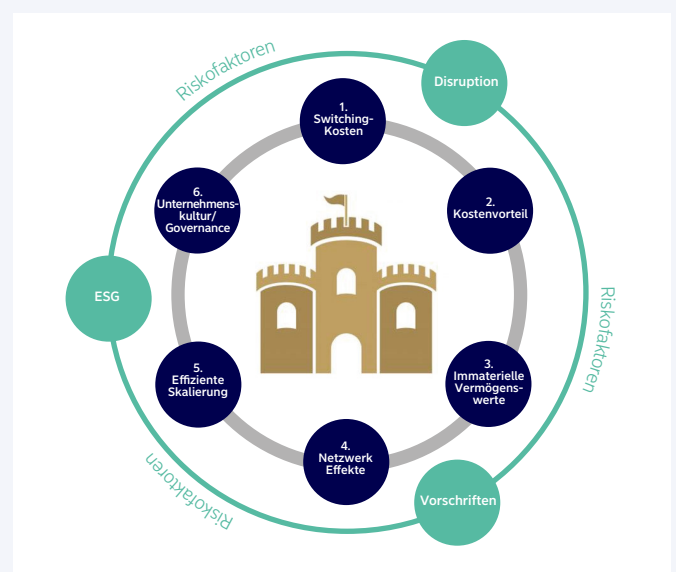 Riskofaktoren
Disruption
1.
Switching-
Kosten
6.
Unternehmens-
kultur/
Governance
2.
Kostenvorteil
ESG
Riskofaktoren
5.
Effiziente
Skalierung
3.
Immaterielle
Vermögens-
werte
4.
Netzwerk
Effekte
Riskofaktoren
Vorschriften